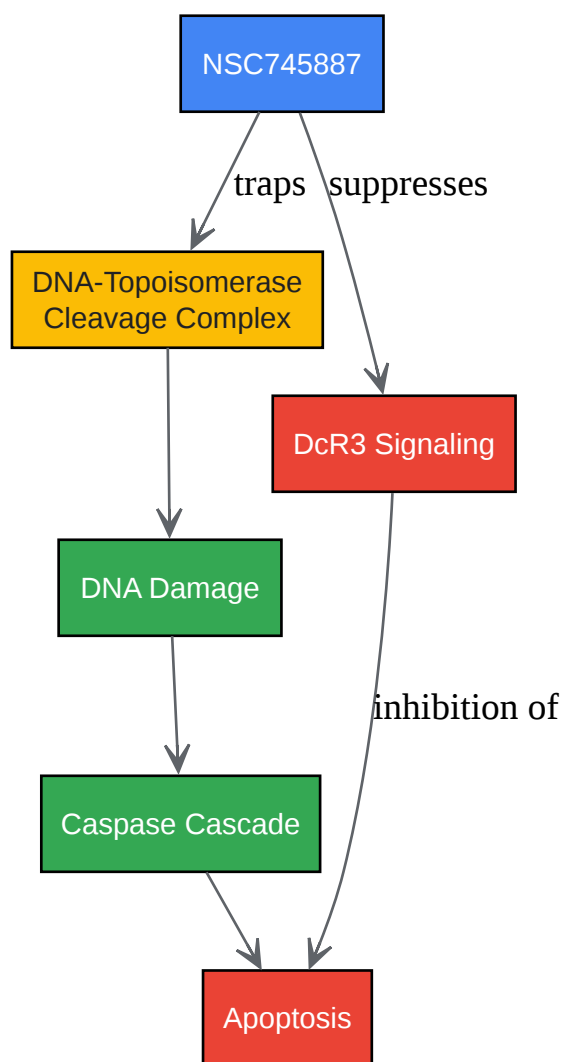 NSC745887
traps
suppresses
DNA-Topoisomerase
Cleavage Complex
DcR3 Signaling
DNA Damage
inhibition of
Caspase Cascade
Apoptosis